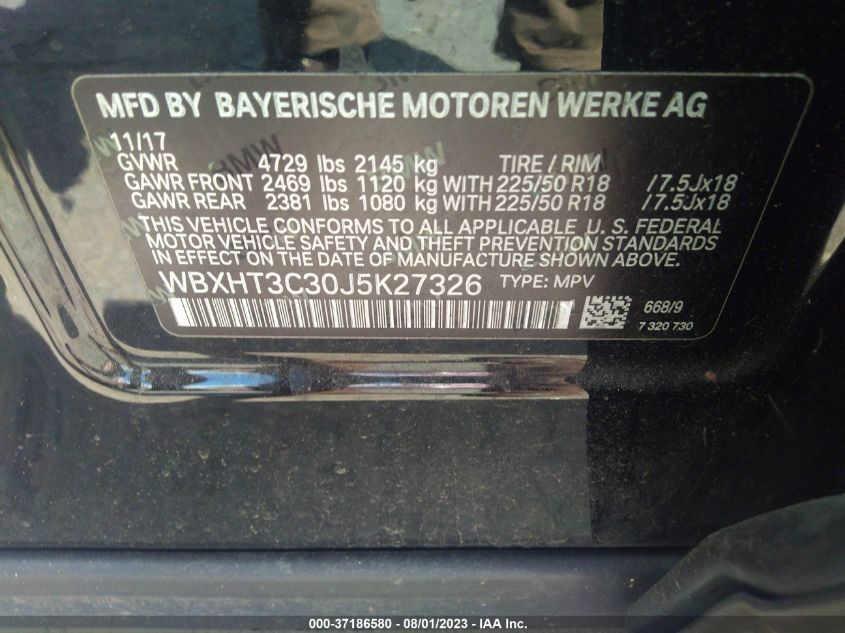 MFD BY BAYERISCHE MOTOREN WERKE AG
11/17
GVWR 4729 lbs 2145 kg TIRE / RIM
GAWR FRONT 2469 lbs 1120 kg WITH 225/50 R18 /7.5Jx18
GAWR REAR 2381 lbs 1080 kg WITH 225/50 R18 /7.5Jx18
THIS VEHICLE CONFORMS TO ALL APPLICABLE U. S. FEDERAL
MOTOR VEHICLE SAFETY AND THEFT PREVENTION STANDARDS
IN EFFECT ON THE DATE OF MANUFACTURE SHOWN ABOVE.
WBXHT3C30J5K27326 TYPE: MPV
668/9
7 320 730
000-37186580 - 08/01/2023 - IAA Inc.